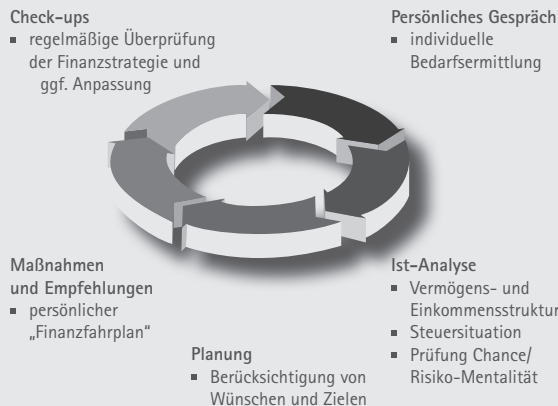 Check-ups
▪ regelmäßige Überprüfung
der Finanzstrategie und
ggf. Anpassung
Persönliches Gespräch
▪ individuelle
Bedarfsermittlung
Ist-Analyse
▪ Vermögens- und
Einkommensstruktur
▪ Steuersituation
▪ Prüfung Chance/
Risiko-Mentalität
Planung
▪ Berücksichtigung von
Wünschen und Zielen
Maßnahmen
und Empfehlungen
▪ persönlicher
„Finanzfahrplan“